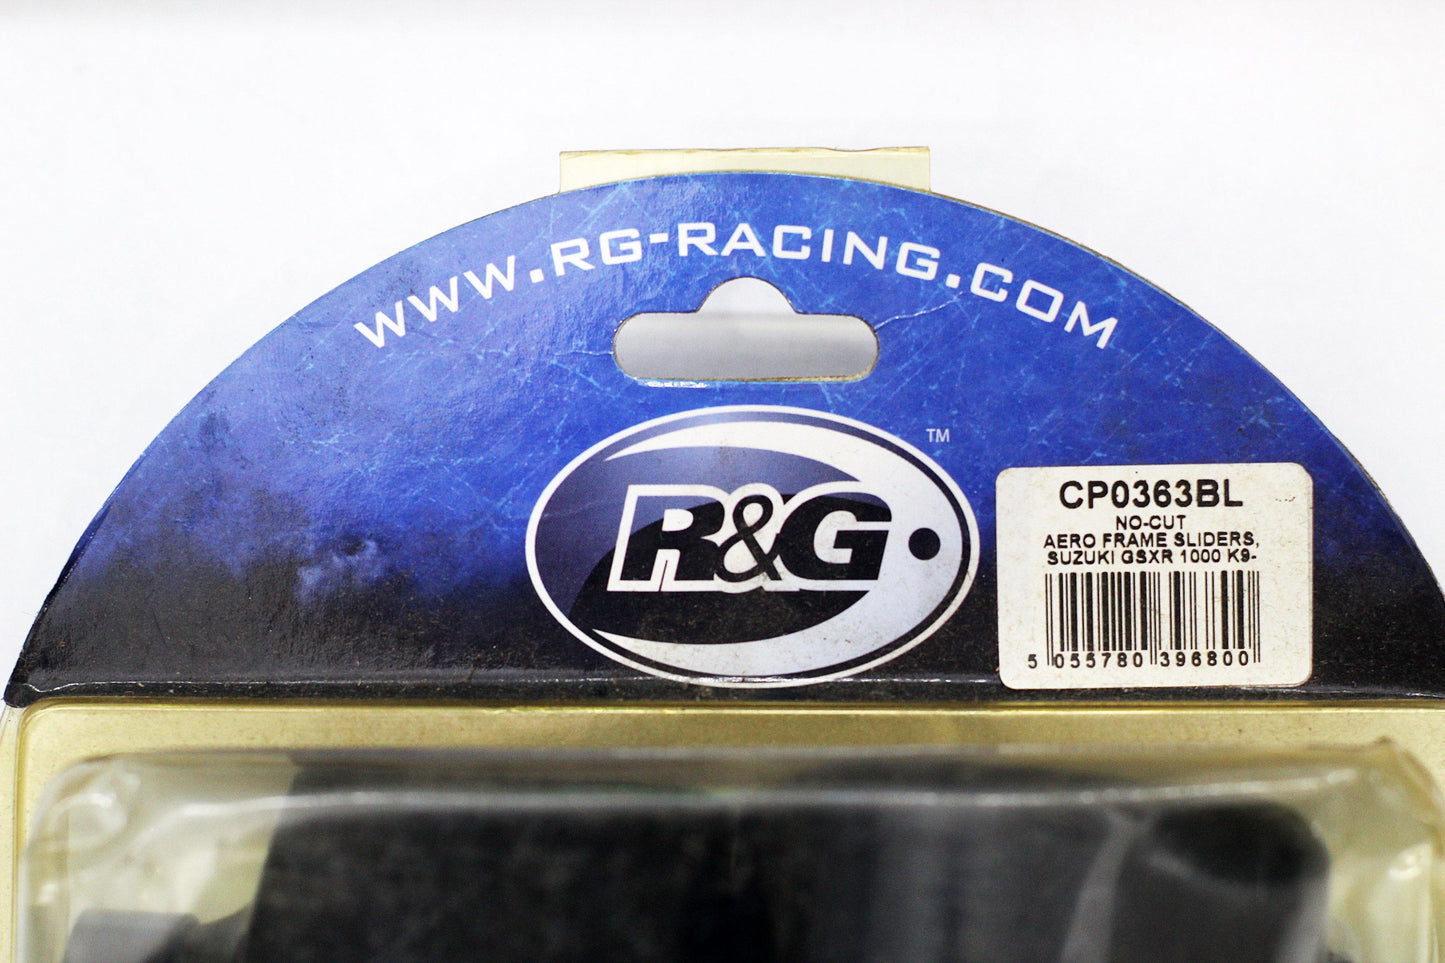 WWW.RG-RACING.COM
R&G
TM
CP0363BL
NO-CUT
AERO FRAME SLIDERS,
SUZUKI GSXR 1000 K9-
5 055780 396800